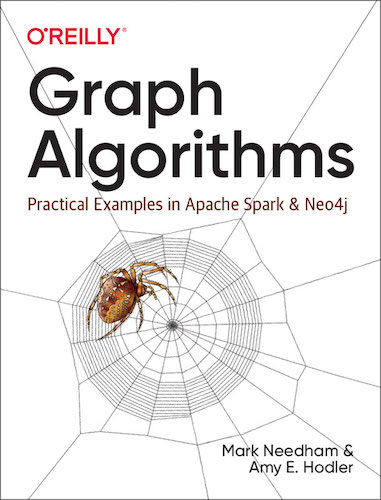 O'REILLY®
Graph
Algorithms
Practical Examples in Apache Spark & Neo4j
Mark Needham &
Amy E. Hodler